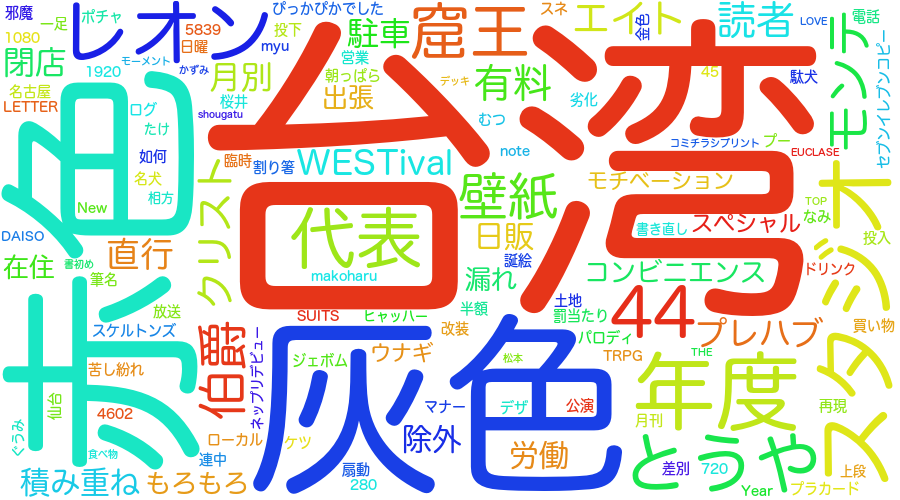 邪魔
ポチャ
一足
1080
レオン
ぴっかぴかでした
投下
5839
日曜
myu
スネ
エイト
金色
読者
LOVE
電話
閉店
1920
モーメント
かずみ
月別
営業
駐車
窟王
朝っぱら
有料
デッキ
45
駄犬
モンテ
セブンイレブンコピー
名古屋
LETTER
ログ
shougatu
桜井
出張
劣化
色
たけ
台湾
むつ
コミチラシプリント
プー
EUCLASE
如何
名犬
臨時
割り箸
WESTival
note
相方
クリスト
壁紙
モチベーション
TOP
なみ
New
DAISO
代表
日販
書き直し
スペシャル
投入
書初め
直行
誕絵
在住
makoharu
漏れ
コンビニエンス
ドリンク
筆名
土地
44
スタジオ
放送
SUITS
ヒャッハー
半額
罰当たり
赤
スケルトンズ
伯爵
灰色
改装
パロディ
プレハブ
買い物
ネップリデビュー
ジェボム
ウナギ
松本
TRPG
THE
苦し紛れ
年度
仙台
4602
マナー
デザ
公演
月刊
再現
ぐうみ
食べ物
ローカル
連中
ケツ
除外
労働
とうや
積み重ね
もろもろ
扇動
280
差別
720
Year
上段
プラカード